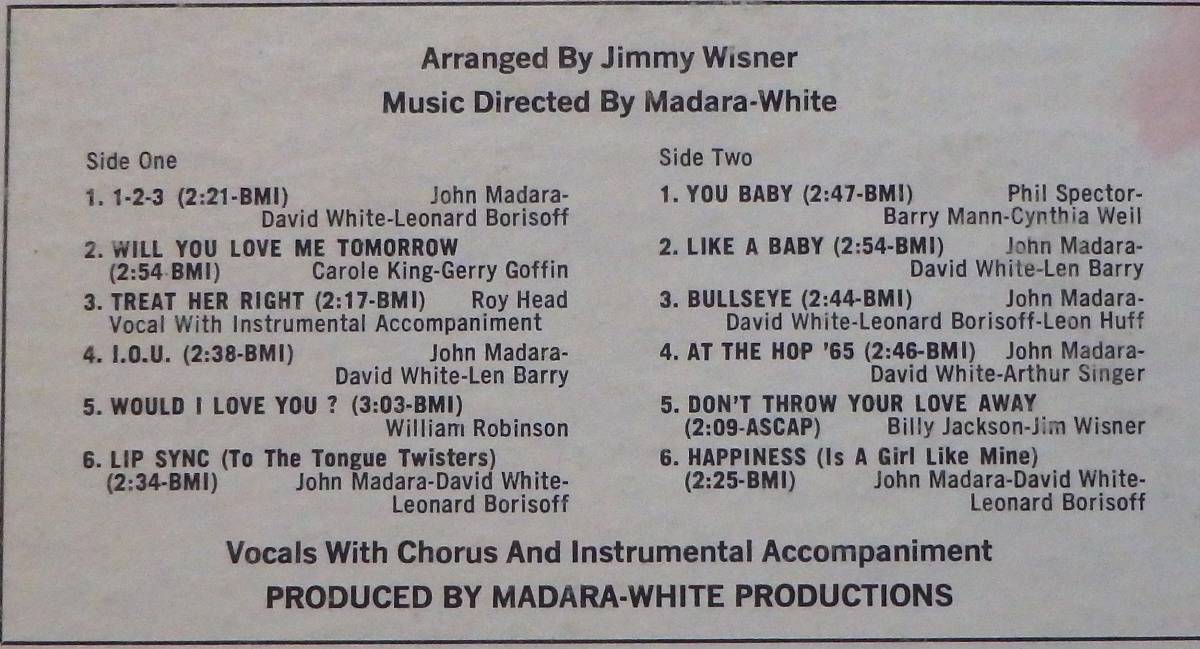 Arranged By Jimmy Wisner
Music Directed By Madara-White
Side One
1. 1-2-3 (2:21-BMI) John Madara-
David White-Leonard Borisoff
2. WILL YOU LOVE ME TOMORROW
(2:54 BMI) Carole King-Gerry Goffin
3. TREAT HER RIGHT (2:17-BMI) Roy Head
Vocal With Instrumental Accompaniment
4. I.O.U. (2:38-BMI) John Madara-
David White-Len Barry
5. WOULD I LOVE YOU ? (3:03-BMI)
William Robinson
6. LIP SYNC (To The Tongue Twisters)
(2:34-BMI) John Madara-David White-
Leonard Borisoff
Side Two
1. YOU BABY (2:47-BMI) Phil Spector-
Barry Mann-Cynthia Weil
2. LIKE A BABY (2:54-BMI) John Madara-
David White-Len Barry
3. BULLSEYE (2:44-BMI) John Madara-
David White-Leonard Borisoff-Leon Huff
4. AT THE HOP '65 (2:46-BMI) John Madara-
David White-Arthur Singer
5. DON'T THROW YOUR LOVE AWAY
(2:09-ASCAP) Billy Jackson-Jim Wisner
6. HAPPINESS (Is A Girl Like Mine)
(2:25-BMI) John Madara-David White-
Leonard Borisoff
Vocals With Chorus And Instrumental Accompaniment
PRODUCED BY MADARA-WHITE PRODUCTIONS